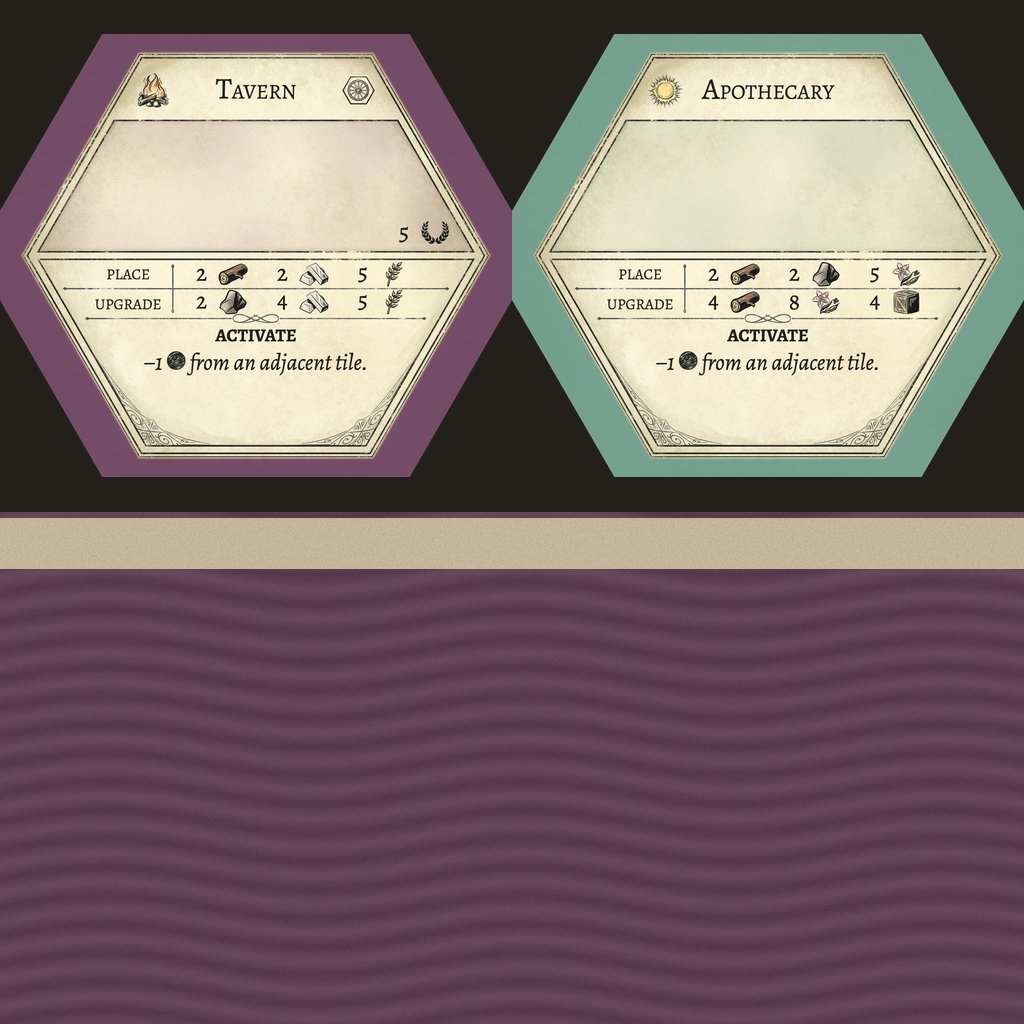 Tavern
5
PLACE 2 2 5
UPGRADE 2 4 5
ACTIVATE
–1 from an adjacent tile.
Apothecary
PLACE 2 2 5
UPGRADE 4 8 4
ACTIVATE
–1 from an adjacent tile.